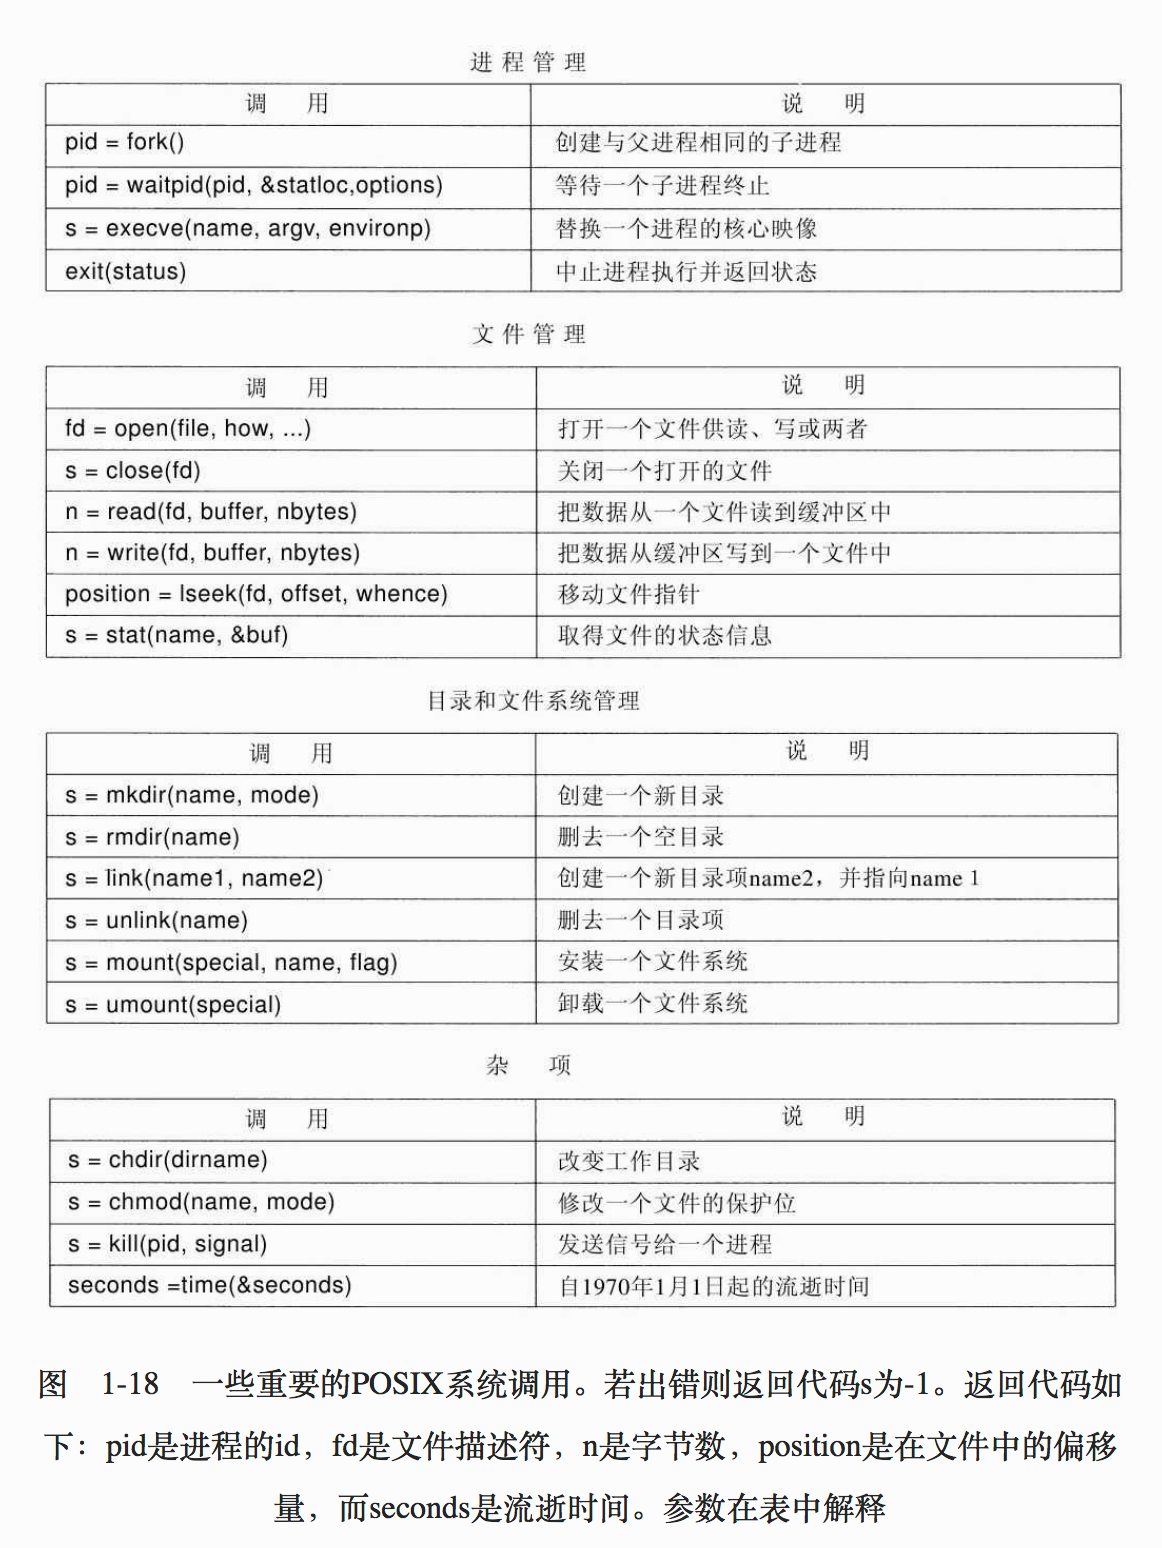 进程管理
调 用 说 明
pid = fork() 创建与父进程相同的子进程
pid = waitpid(pid, &statloc,options) 等待一个子进程终止
s = execve(name, argv, environp) 替换一个进程的核心映像
exit(status) 中止进程执行并返回状态
文件管理
调 用 说 明
fd = open(file, how, ...) 打开一个文件供读、写或两者
s = close(fd) 关闭一个打开的文件
n = read(fd, buffer, nbytes) 把数据从一个文件读到缓冲区中
n = write(fd, buffer, nbytes) 把数据从缓冲区写到一个文件中
position = lseek(fd, offset, whence) 移动文件指针
s = stat(name, &buf) 取得文件的状态信息
目录和文件系统管理
调 用 说 明
s = mkdir(name, mode) 创建一个新目录
s = rmdir(name) 删去一个空目录
s = link(name1, name2) 创建一个新目录项name2，并指向name 1
s = unlink(name) 删去一个目录项
s = mount(special, name, flag) 安装一个文件系统
s = umount(special) 卸载一个文件系统
杂 项
调 用 说 明
s = chdir(dirname) 改变工作目录
s = chmod(name, mode) 修改一个文件的保护位
s = kill(pid, signal) 发送信号给一个进程
seconds =time(&seconds) 自1970年1月1日起的流逝时间
图 1-18 一些重要的POSIX系统调用。若出错则返回代码s为-1。返回代码如
下：pid是进程的id，fd是文件描述符，n是字节数，position是在文件中的偏移
量，而seconds是流逝时间。参数在表中解释